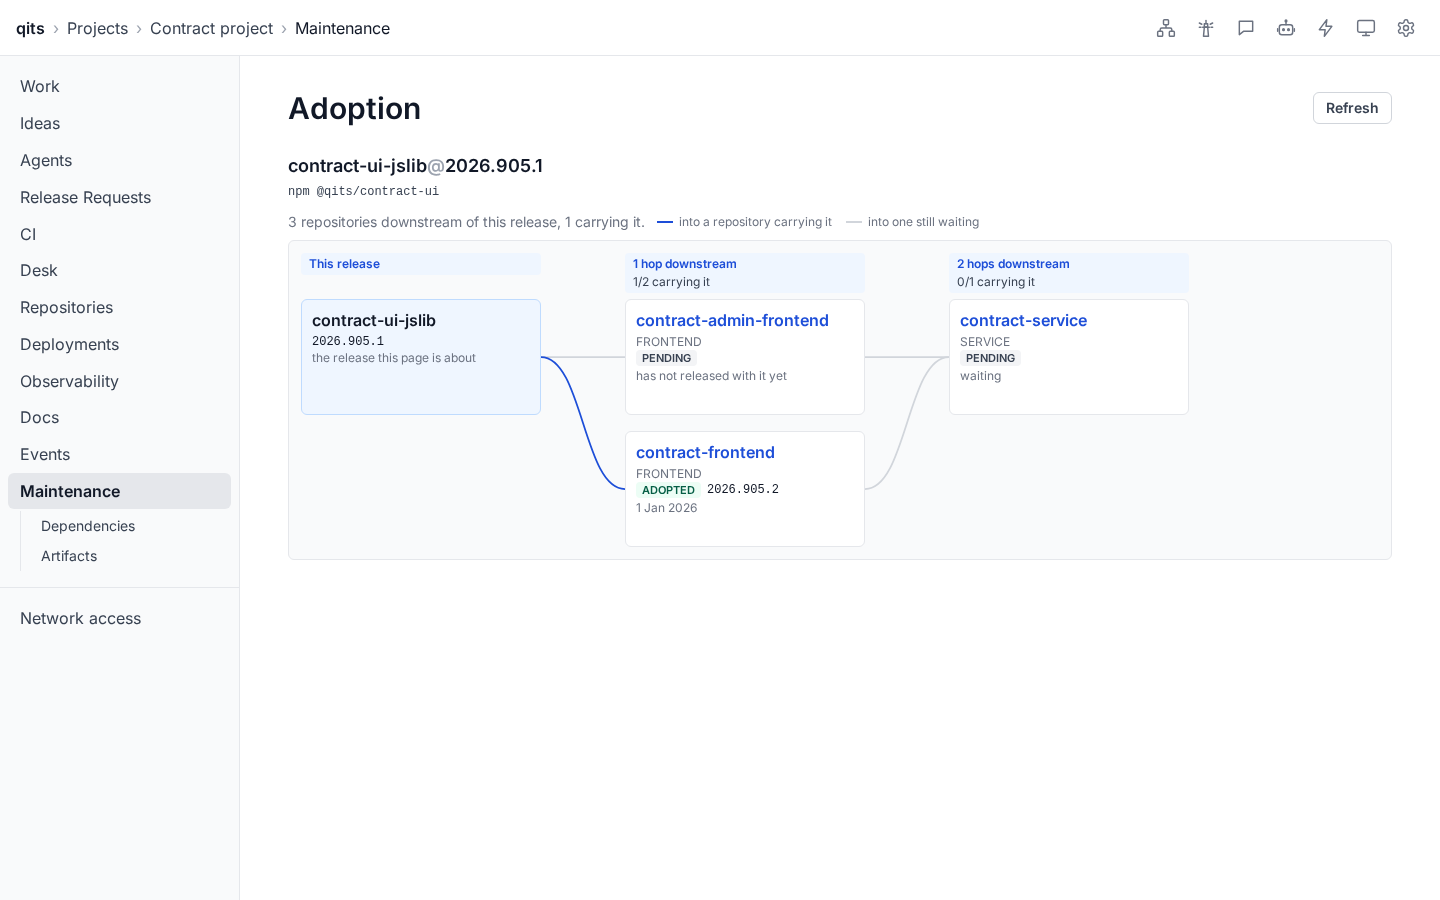 qits › Projects › Contract project › Maintenance
Work
Ideas
Agents
Release Requests
CI
Desk
Repositories
Deployments
Observability
Docs
Events
Maintenance
Dependencies
Artifacts
Network access
Adoption
Refresh
contract-ui-jslib@2026.905.1
npm @qits/contract-ui
3 repositories downstream of this release, 1 carrying it. into a repository carrying it into one still waiting
This release
contract-ui-jslib
2026.905.1
the release this page is about
1 hop downstream
1/2 carrying it
contract-admin-frontend
FRONTEND
PENDING
has not released with it yet
contract-frontend
FRONTEND
ADOPTED 2026.905.2
1 Jan 2026
2 hops downstream
0/1 carrying it
contract-service
SERVICE
PENDING
waiting